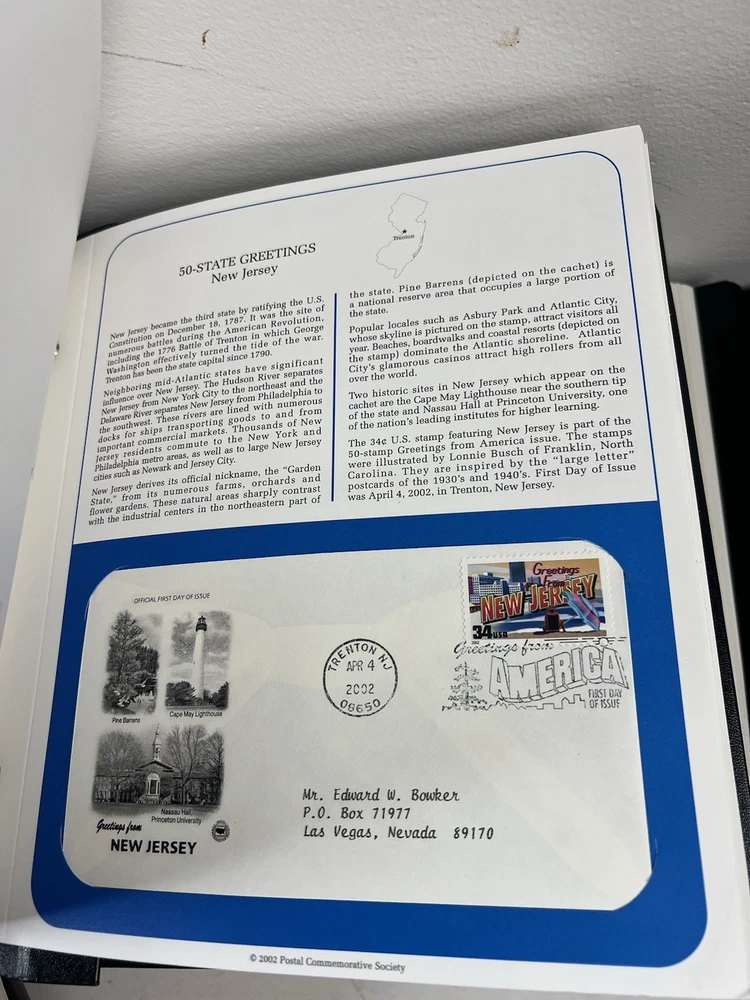 Trenton
50-STATE GREETINGS
New Jersey
New Jersey became the third state by ratifying the U.S.
Constitution on December 18, 1787. It was the site of
numerous battles during the American Revolution,
including the 1776 Battle of Trenton in which George
Washington effectively turned the tide of the war.
Trenton has been the state capital since 1790.
Neighboring mid-Atlantic states have significant
influence over New Jersey. The Hudson River separates
New Jersey from New York City to the northeast and the
Delaware River separates New Jersey from Philadelphia to
the southwest. These rivers are lined with numerous
docks for ships transporting goods to and from
important commercial markets. Thousands of New
Jersey residents commute to the New York and
Philadelphia metro areas, as well as to large New Jersey
cities such as Newark and Jersey City.
New Jersey derives its official nickname, the "Garden
State," from its numerous farms, orchards and
flower gardens. These natural areas sharply contrast
with the industrial centers in the northeastern part of
the state. Pine Barrens (depicted on the cachet) is
a national reserve area that occupies a large portion of
the state.
Popular locales such as Asbury Park and Atlantic City,
whose skyline is pictured on the stamp, attract visitors all
year. Beaches, boardwalks and coastal resorts (depicted on
the stamp) dominate the Atlantic shoreline. Atlantic
City's glamorous casinos attract high rollers from all
over the world.
Two historic sites in New Jersey which appear on the
cachet are the Cape May Lighthouse near the southern tip
of the state and Nassau Hall at Princeton University, one
of the nation's leading institutions for higher learning.
The 34¢ U.S. stamp featuring New Jersey is part of the
50-stamp Greetings from America issue. The stamps
were illustrated by Lonnie Busch of Franklin, North
Carolina. They are inspired by the "large letter"
postcards of the 1930's and 1940's. First Day of Issue
was April 4, 2002, in Trenton, New Jersey.
OFFICIAL FIRST DAY OF ISSUE
Pine Barrens
Cape May Lighthouse
Nassau Hall,
Princeton University
Greetings from
NEW JERSEY
TRENTON NJ
APR 4
2002
08650
Greetings
from
NEW JERSEY
34 USA
2002
Greetings from
AMERICA
FIRST DAY
OF ISSUE
Mr. Edward W. Bowker
P.O. Box 71977
Las Vegas, Nevada 89170
© 2002 Postal Commemorative Society